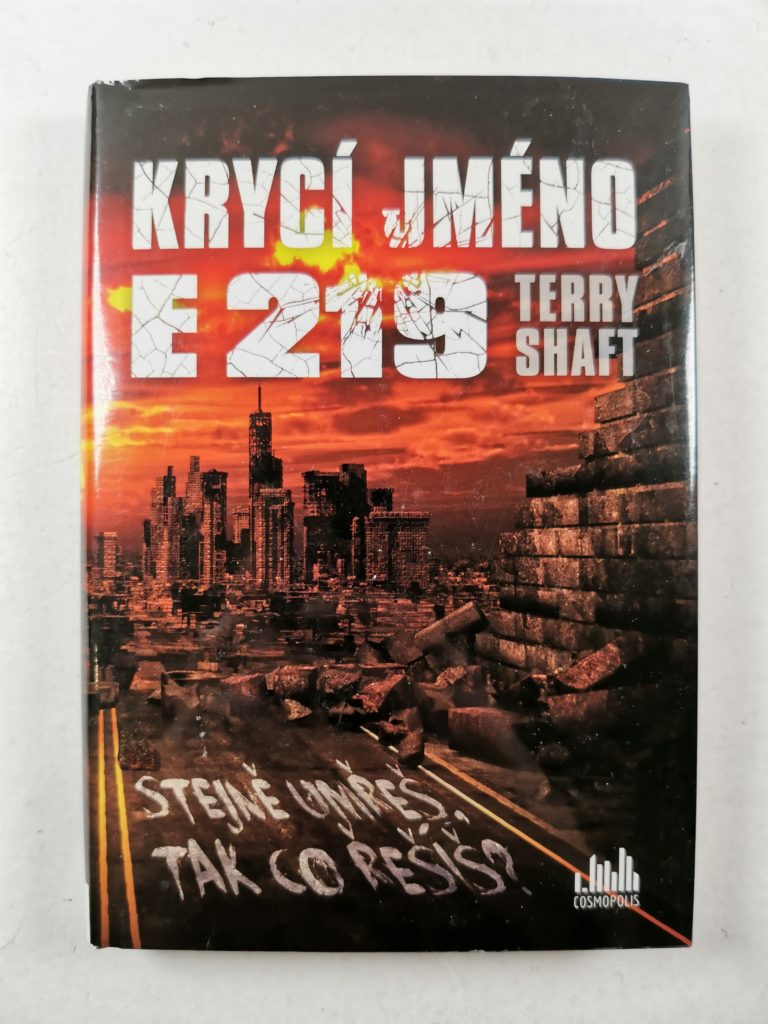 KRYCÍ JMÉNO
E 219
TERRY
SHAFT
STEJNĚ UMŘEŠ,
TAK CO ŘEŠÍŠ?
COSMOPOLIS